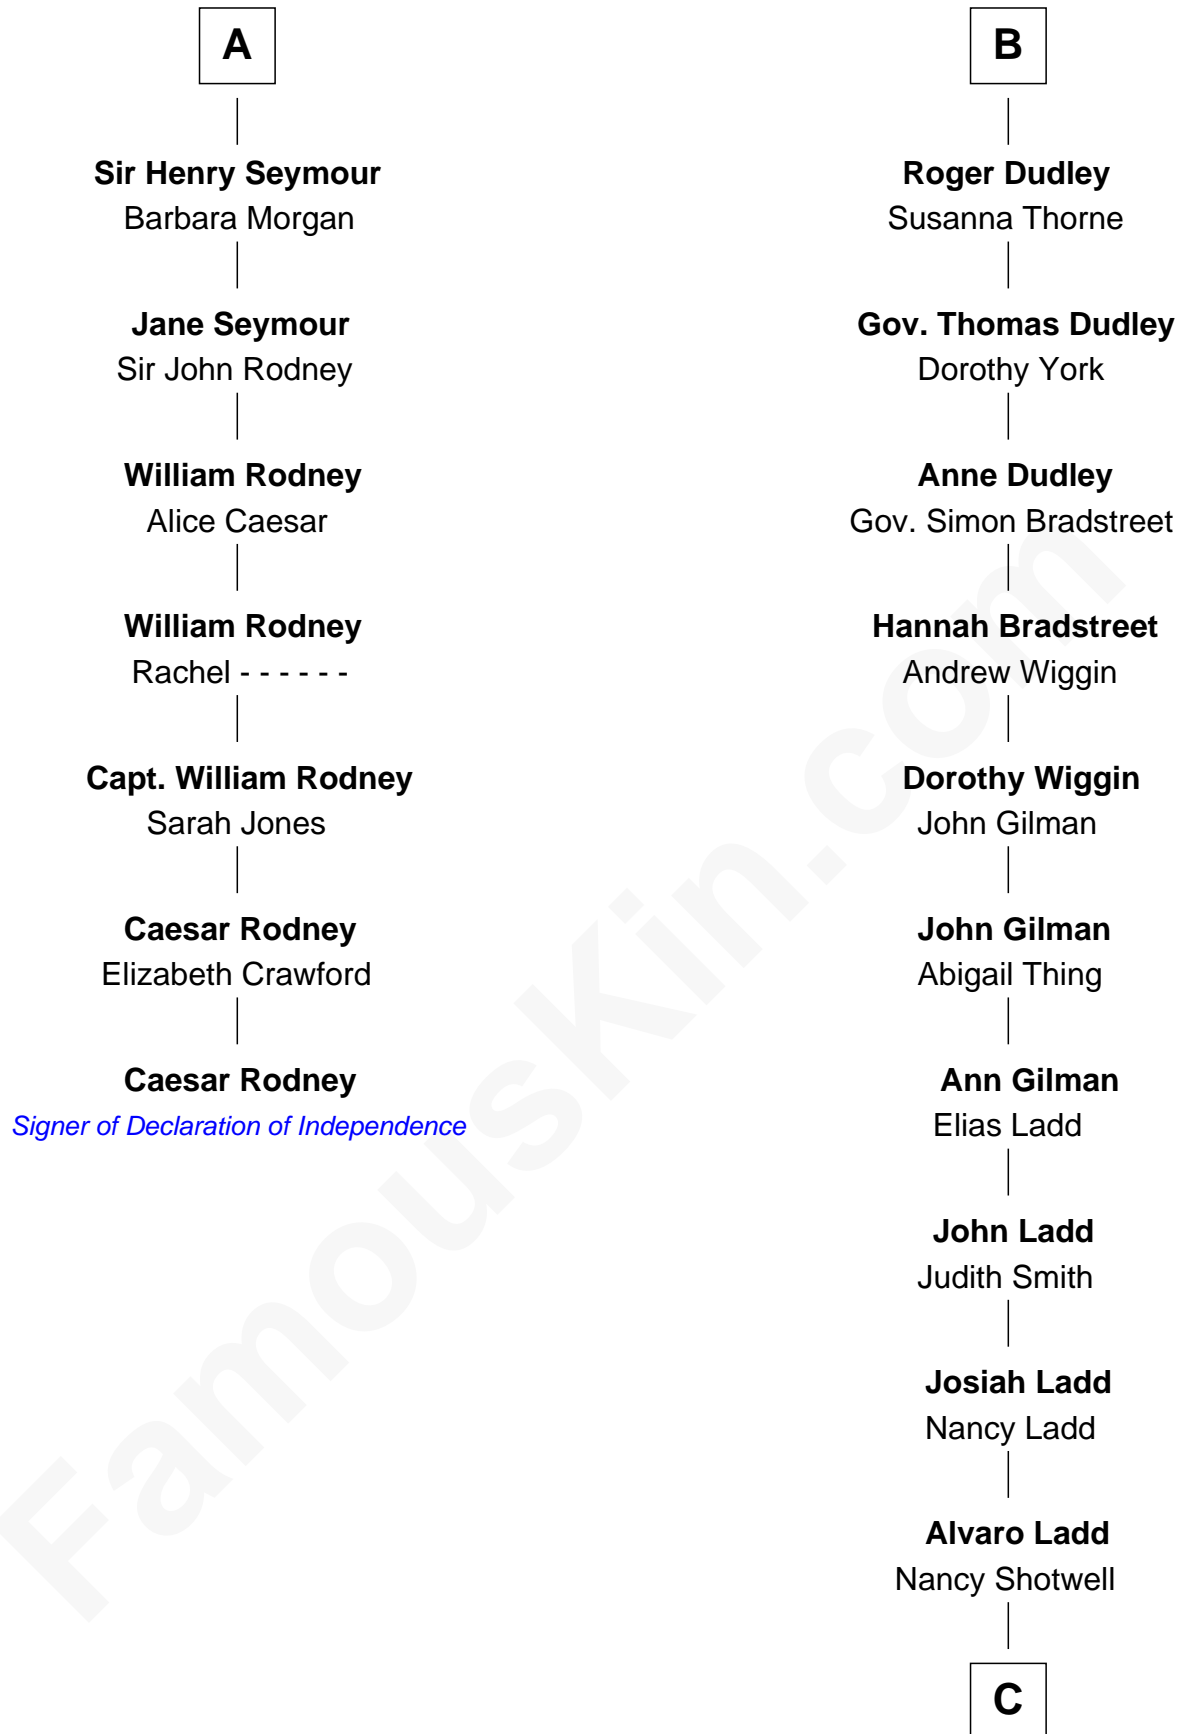 A
Sir Henry Seymour
Barbara Morgan
Jane Seymour
Sir John Rodney
William Rodney
Alice Caesar
William Rodney
Rachel - - - - - -
Capt. William Rodney
Sarah Jones
Caesar Rodney
Elizabeth Crawford
Caesar Rodney
Signer of Declaration of Independence
B
Roger Dudley
Susanna Thorne
Gov. Thomas Dudley
Dorothy York
Anne Dudley
Gov. Simon Bradstreet
Hannah Bradstreet
Andrew Wiggin
Dorothy Wiggin
John Gilman
John Gilman
Abigail Thing
Ann Gilman
Elias Ladd
John Ladd
Judith Smith
Josiah Ladd
Nancy Ladd
Alvaro Ladd
Nancy Shotwell
C
FamousKin.com